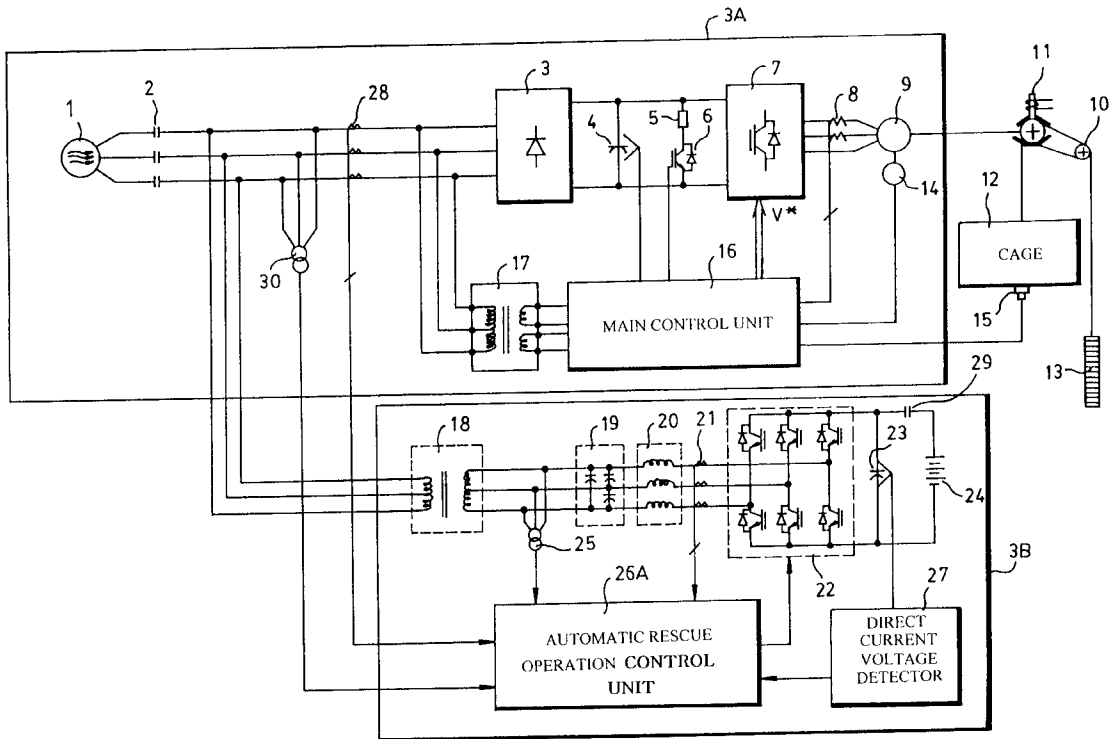 3A
1
2
28
3
7
8
9
11
10
4
5
6
14
12
V*
CAGE
30
17
16
15
MAIN CONTROL UNIT
13
29
18
19
20
21
23
24
25
22
3B
26A
27
AUTOMATIC RESCUE
OPERATION CONTROL
UNIT
DIRECT
CURRENT
VOLTAGE
DETECTOR